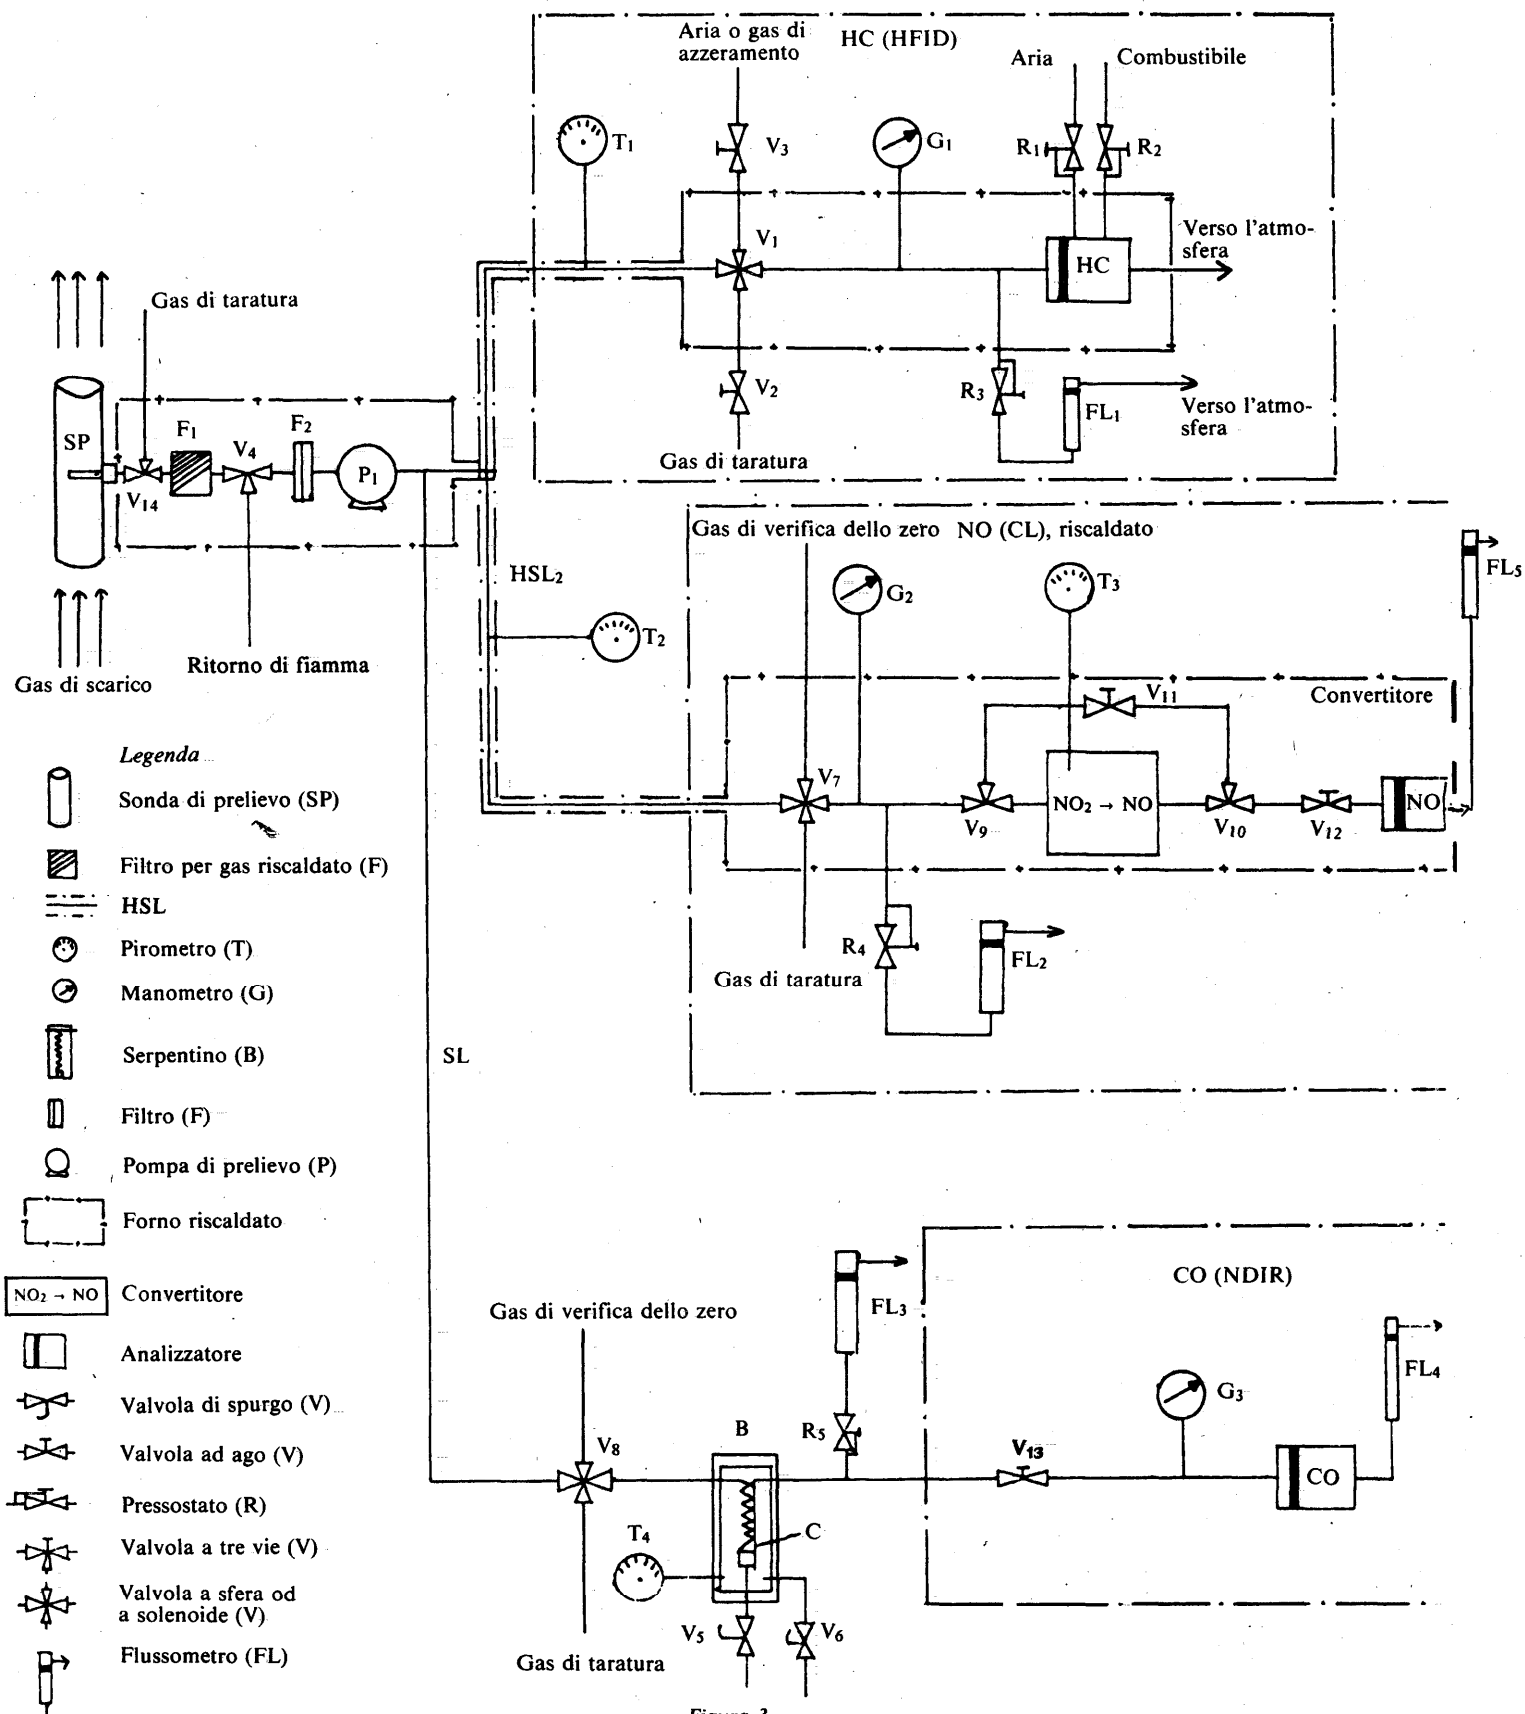 Aria o gas di
azzeramento
HC (HFID)
Aria
Combustibile
T1
V3
G1
R1
R2
V1
HC
Verso l'atmo-
sfera
Gas di taratura
SP
F1
V4
F2
P1
V14
V2
R3
FL1
Verso l'atmo-
sfera
Gas di taratura
Gas di verifica dello zero NO (CL), riscaldato
FL5
HSL2
G2
T3
T2
Ritorno di fiamma
Gas di scarico
V11
Convertitore
V7
V9
NO2 → NO
V10
V12
NO
R4
FL2
Gas di taratura
SL
Legenda
Sonda di prelievo (SP)
Filtro per gas riscaldato (F)
HSL
Pirometro (T)
Manometro (G)
Serpentino (B)
Filtro (F)
Pompa di prelievo (P)
Forno riscaldato
NO2 → NO Convertitore
Analizzatore
Valvola di spurgo (V)
Valvola ad ago (V)
Pressostato (R)
Valvola a tre vie (V)
Valvola a sfera od
a solenoide (V)
Flussometro (FL)
Gas di verifica dello zero
FL3
CO (NDIR)
FL4
G3
V8
B
R5
V13
CO
T4
C
V5
V6
Gas di taratura